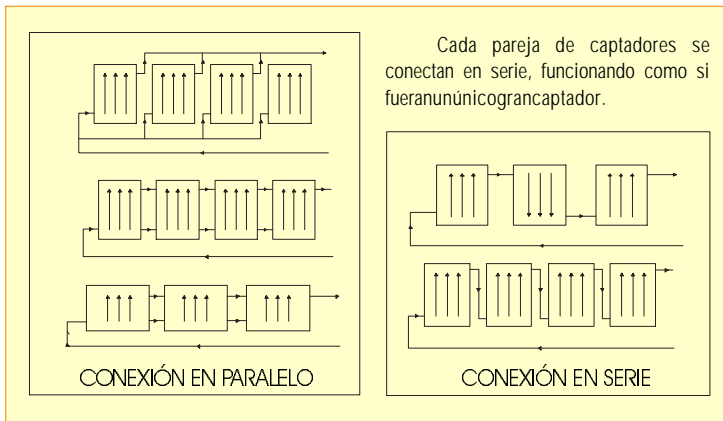 Cada pareja de captadores se
conectan en serie, funcionando como si
fueranunúnicograncaptador.
CONEXIÓN EN PARALELO
CONEXIÓN EN SERIE